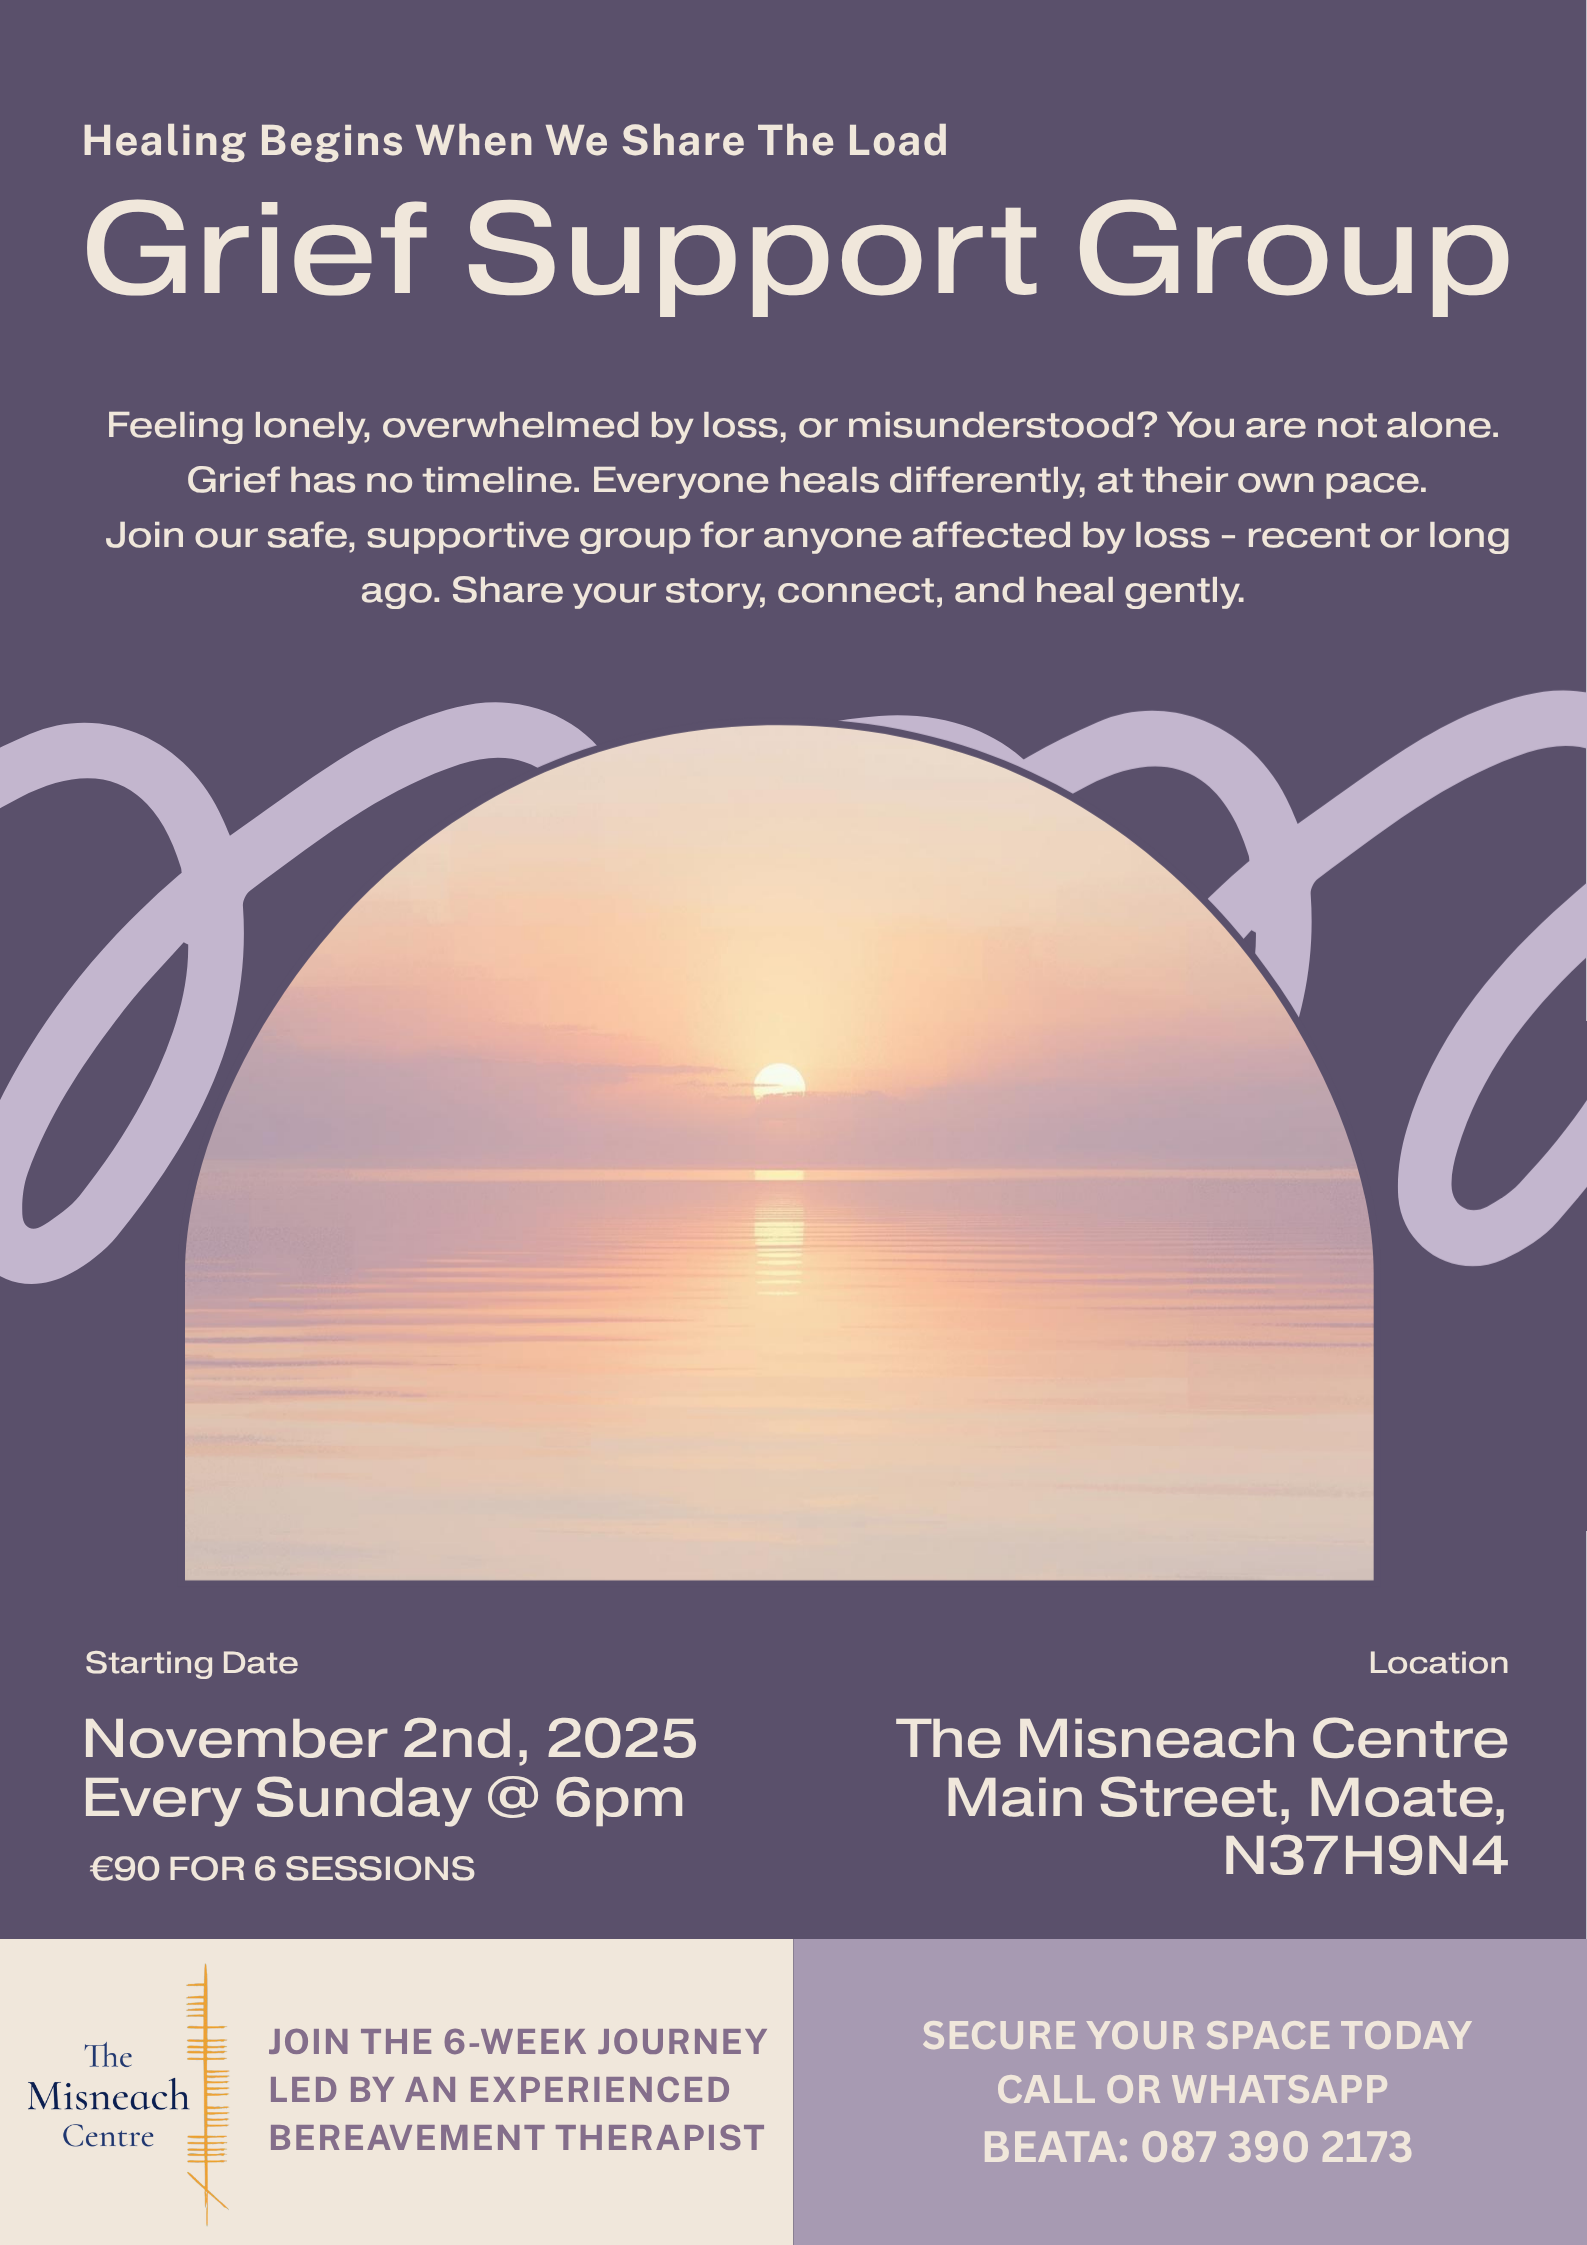 Healing Begins When We Share The Load
Grief Support Group
Feeling lonely, overwhelmed by loss, or misunderstood? You are not alone.
Grief has no timeline. Everyone heals differently, at their own pace.
Join our safe, supportive group for anyone affected by loss - recent or long
ago. Share your story, connect, and heal gently.
Starting Date
November 2nd, 2025
Every Sunday @ 6pm
€90 FOR 6 SESSIONS
Location
The Misneach Centre
Main Street, Moate,
N37H9N4
The
Misneach
Centre
JOIN THE 6-WEEK JOURNEY
LED BY AN EXPERIENCED
BEREAVEMENT THERAPIST
SECURE YOUR SPACE TODAY
CALL OR WHATSAPP
BEATA: 087 390 2173